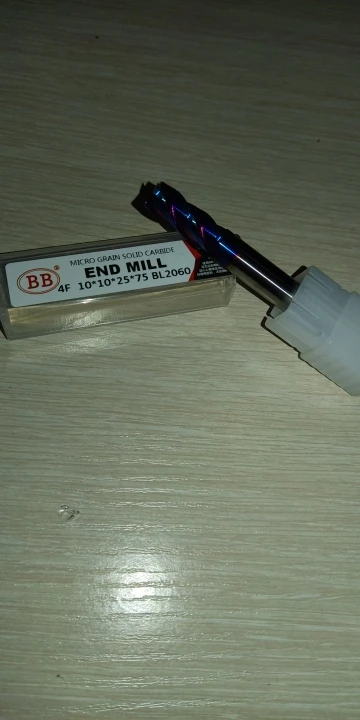 BB®
MICRO GRAIN SOLID CARBIDE
END MILL
4F 10*10*25*75 BL2060